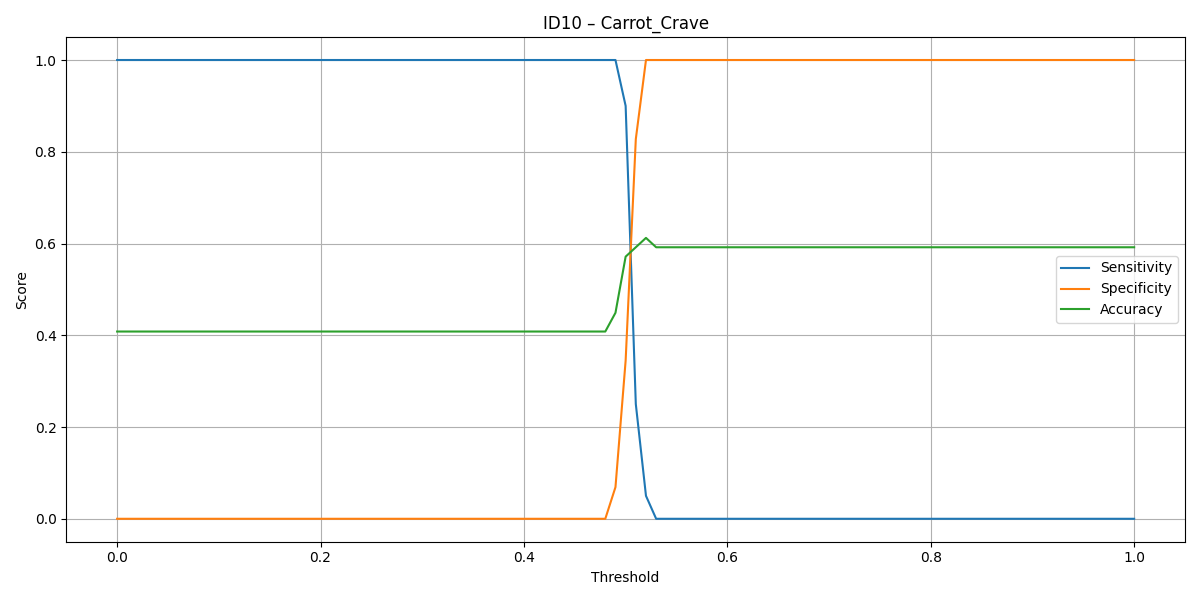 ID10 – Carrot_Crave
Score
1.0
0.8
0.6
0.4
0.2
0.0
Sensitivity
Specificity
Accuracy
0.0 0.2 0.4 0.6 0.8 1.0
Threshold